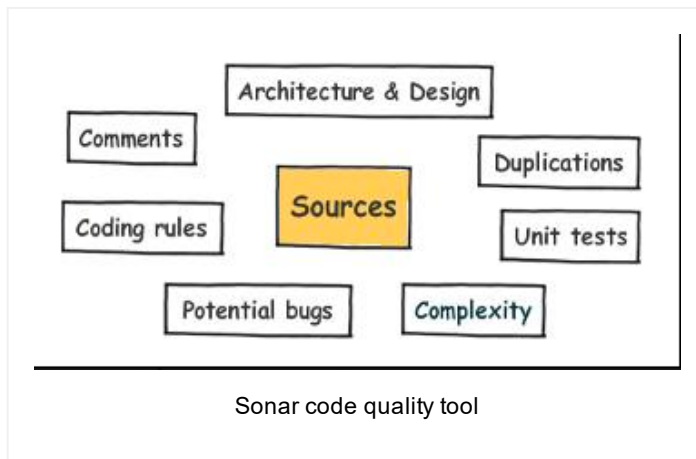 Architecture & Design
Comments
Duplications
Sources
Coding rules
Unit tests
Potential bugs
Complexity
Sonar code quality tool